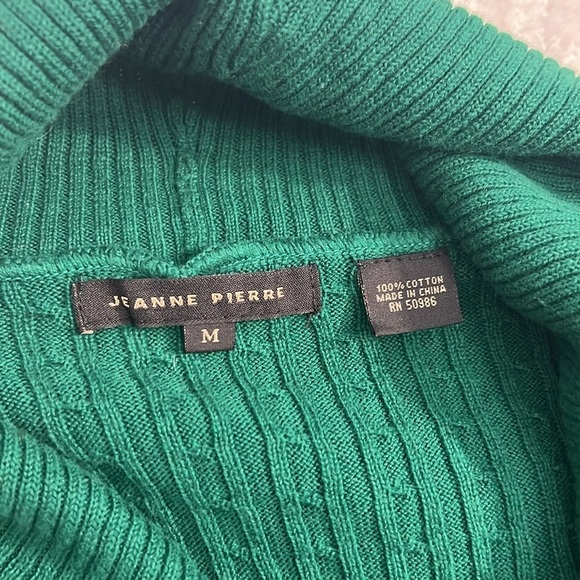 JEANNE PIERRE
M
100% COTTON
MADE IN CHINA
RN 50986